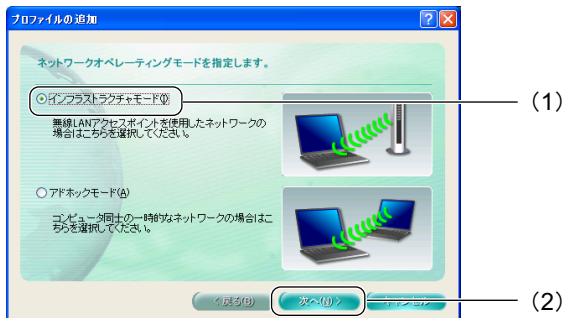 プロファイルの追加
ネットワークオペレーティングモードを指定します。
インフラストラクチャモード(I)
(1)
無線LANアクセスポイントを使用したネットワークの
場合はこちらを選択してください。
アドホックモード(A)
コンピュータ同士の一時的なネットワークの場合はこ
ちらを選択してください。
< 戻る(B)
次へ(N) >
キャンセル
(2)